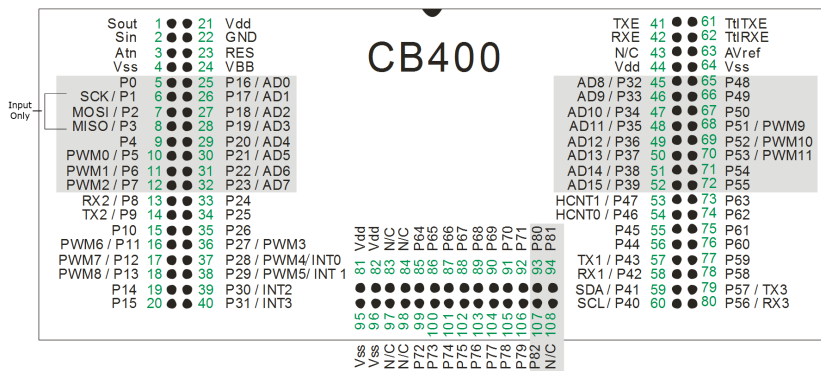 CB400
Sout 1 21 Vdd
Sin 2 22 GND
Atn 3 23 RES
Vss 4 24 VBB
P0 5 25 P16 / AD0
SCK / P1 6 26 P17 / AD1
MOSI / P2 7 27 P18 / AD2
MISO / P3 8 28 P19 / AD3
P4 9 29 P20 / AD4
PWM0 / P5 10 30 P21 / AD5
PWM1 / P6 11 31 P22 / AD6
PWM2 / P7 12 32 P23 / AD7
RX2 / P8 13 33 P24
TX2 / P9 14 34 P25
P10 15 35 P26
PWM6 / P11 16 36 P27 / PWM3
PWM7 / P12 17 37 P28 / PWM4/ INT0
PWM8 / P13 18 38 P29 / PWM5/ INT 1
P14 19 39 P30 / INT2
P15 20 40 P31 / INT3
Input
Only
TXE 41 61 TtlTXE
RXE 42 62 TtlRXE
N/C 43 63 AVref
Vdd 44 64 Vss
AD8 / P32 45 65 P48
AD9 / P33 46 66 P49
AD10 / P34 47 67 P50
AD11 / P35 48 68 P51 / PWM9
AD12 / P36 49 69 P52 / PWM10
AD13 / P37 50 70 P53 / PWM11
AD14 / P38 51 71 P54
AD15 / P39 52 72 P55
HCNT1 / P47 53 73 P63
HCNT0 / P46 54 74 P62
P45 55 75 P61
P44 56 76 P60
TX1 / P43 57 77 P59
RX1 / P42 58 78 P58
SDA / P41 59 79 P57 / TX3
SCL / P40 60 80 P56 / RX3
Vdd Vdd N/C N/C P64 P65 P66 P67 P68 P69 P70 P71 P80 P81
81 82 83 84 85 86 87 88 89 90 91 92 93 94
95 96 97 98 99 100 101 102 103 104 105 106 107 108
Vss Vss N/C N/C P72 P73 P74 P75 P76 P77 P78 P79 P82 N/C